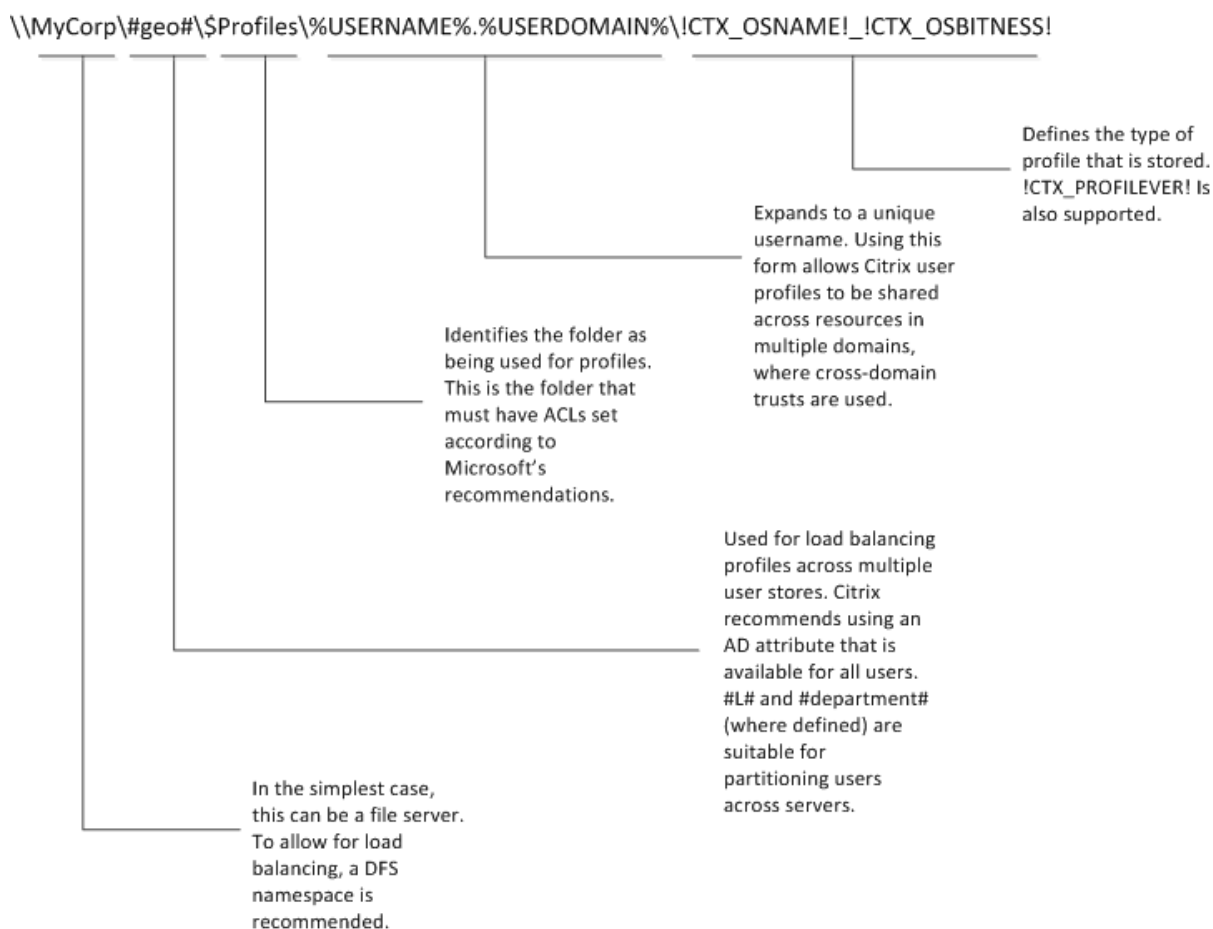 \\MyCorp\#geo#\$Profiles\%USERNAME%.%USERDOMAIN%\!CTX_OSNAME!_!CTX_OSBITNESS!
Defines the type of
profile that is stored.
!CTX_PROFILEVER! Is
also supported.
Expands to a unique
username. Using this
form allows Citrix user
profiles to be shared
across resources in
multiple domains,
where cross-domain
trusts are used.
Identifies the folder as
being used for profiles.
This is the folder that
must have ACLs set
according to
Microsoft's
recommendations.
Used for load balancing
profiles across multiple
user stores. Citrix
recommends using an
AD attribute that is
available for all users.
#L# and #department#
(where defined) are
suitable for
partitioning users
across servers.
In the simplest case,
this can be a file server.
To allow for load
balancing, a DFS
namespace is
recommended.